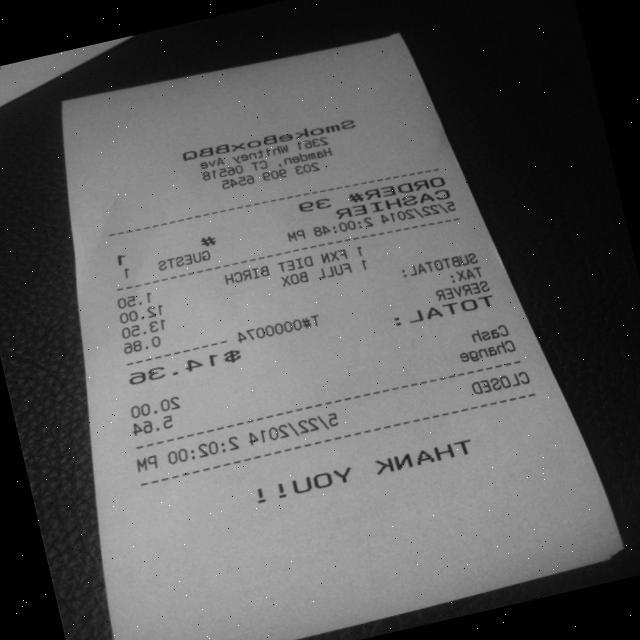 SmokeBoxBBQ
2351 Whitney Ave
Hamden, CT 06518
203 909 6545
ORDER# 39
CASHIER # 1
5/22/2014 2:00:48 PM GUESTS 1
1 FXM DIET BIRCH 1.50
1 FULL BOX 12.00
SUBTOTAL: 13.50
TAX: 0.86
SERVER T#0000074
TOTAL: $14.36
Cash 20.00
Change 5.64
CLOSED 5/22/2014 2:02:00 PM
THANK YOU!!